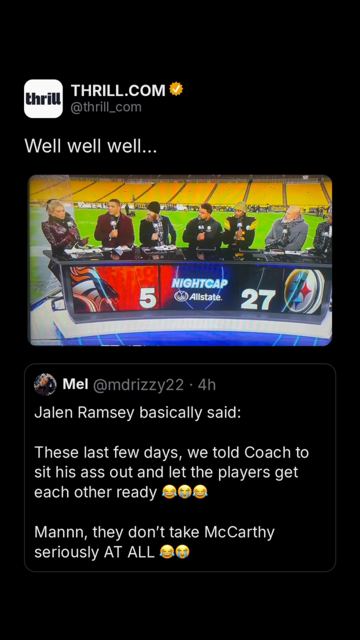 thrill
THRILL.COM
@thrill_com
Well well well...
5
NIGHTCAP
Allstate.
27
Mel @mdrizzy22 · 4h
Jalen Ramsey basically said:
These last few days, we told Coach to
sit his ass out and let the players get
each other ready 😂😭😂
Mannn, they don’t take McCarthy
seriously AT ALL 😂😭